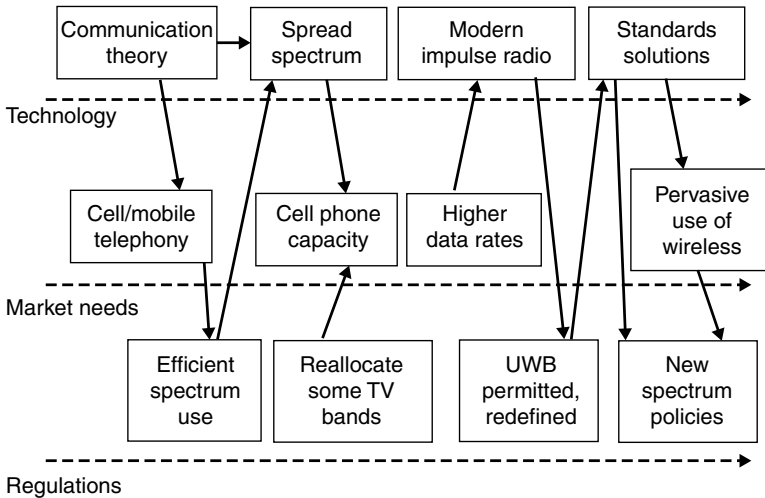 Communication
theory
Spread
spectrum
Modern
impulse radio
Standards
solutions
Technology
Cell/mobile
telephony
Cell phone
capacity
Higher
data rates
Pervasive
use of
wireless
Market needs
Efficient
spectrum
use
Reallocate
some TV
bands
UWB
permitted,
redefined
New
spectrum
policies
Regulations